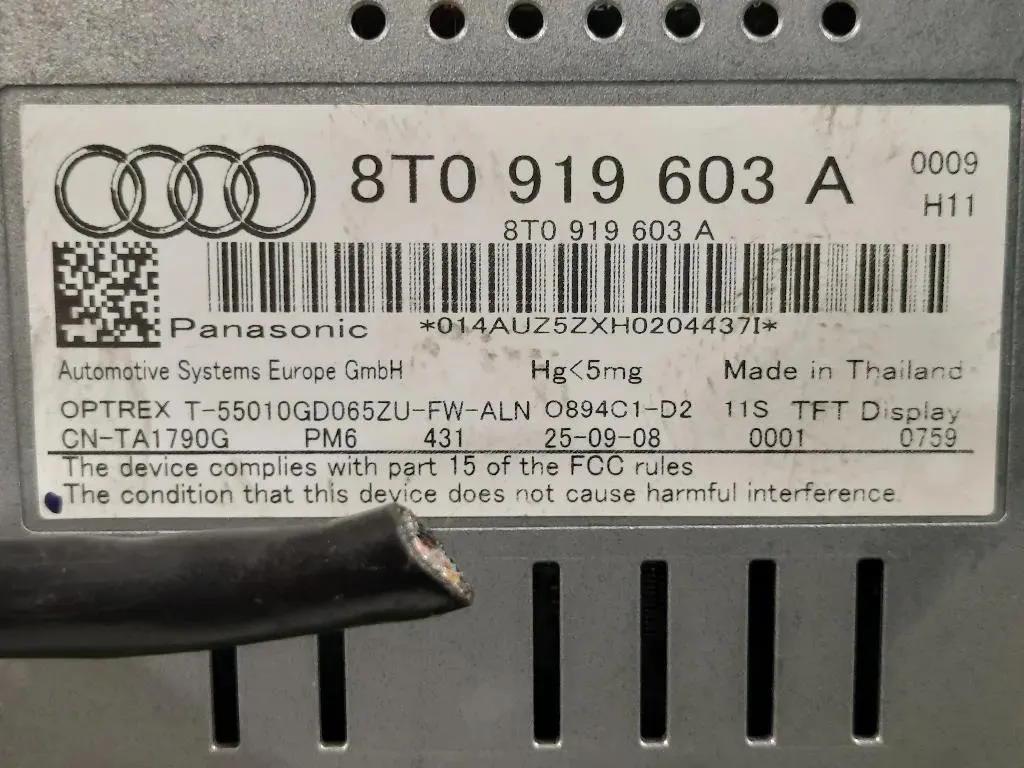 8T0 919 603 A 0009
H11
8T0 919 603 A
Panasonic *014AUZ5ZXH0204437I*
Automotive Systems Europe GmbH Hg<5mg Made in Thailand
OPTREX T-55010GD065ZU-FW-ALN O894C1-D2 11S TFT Display
CN-TA1790G PM6 431 25-09-08 0001 0759
The device complies with part 15 of the FCC rules
The condition that this device does not cause harmful interference.